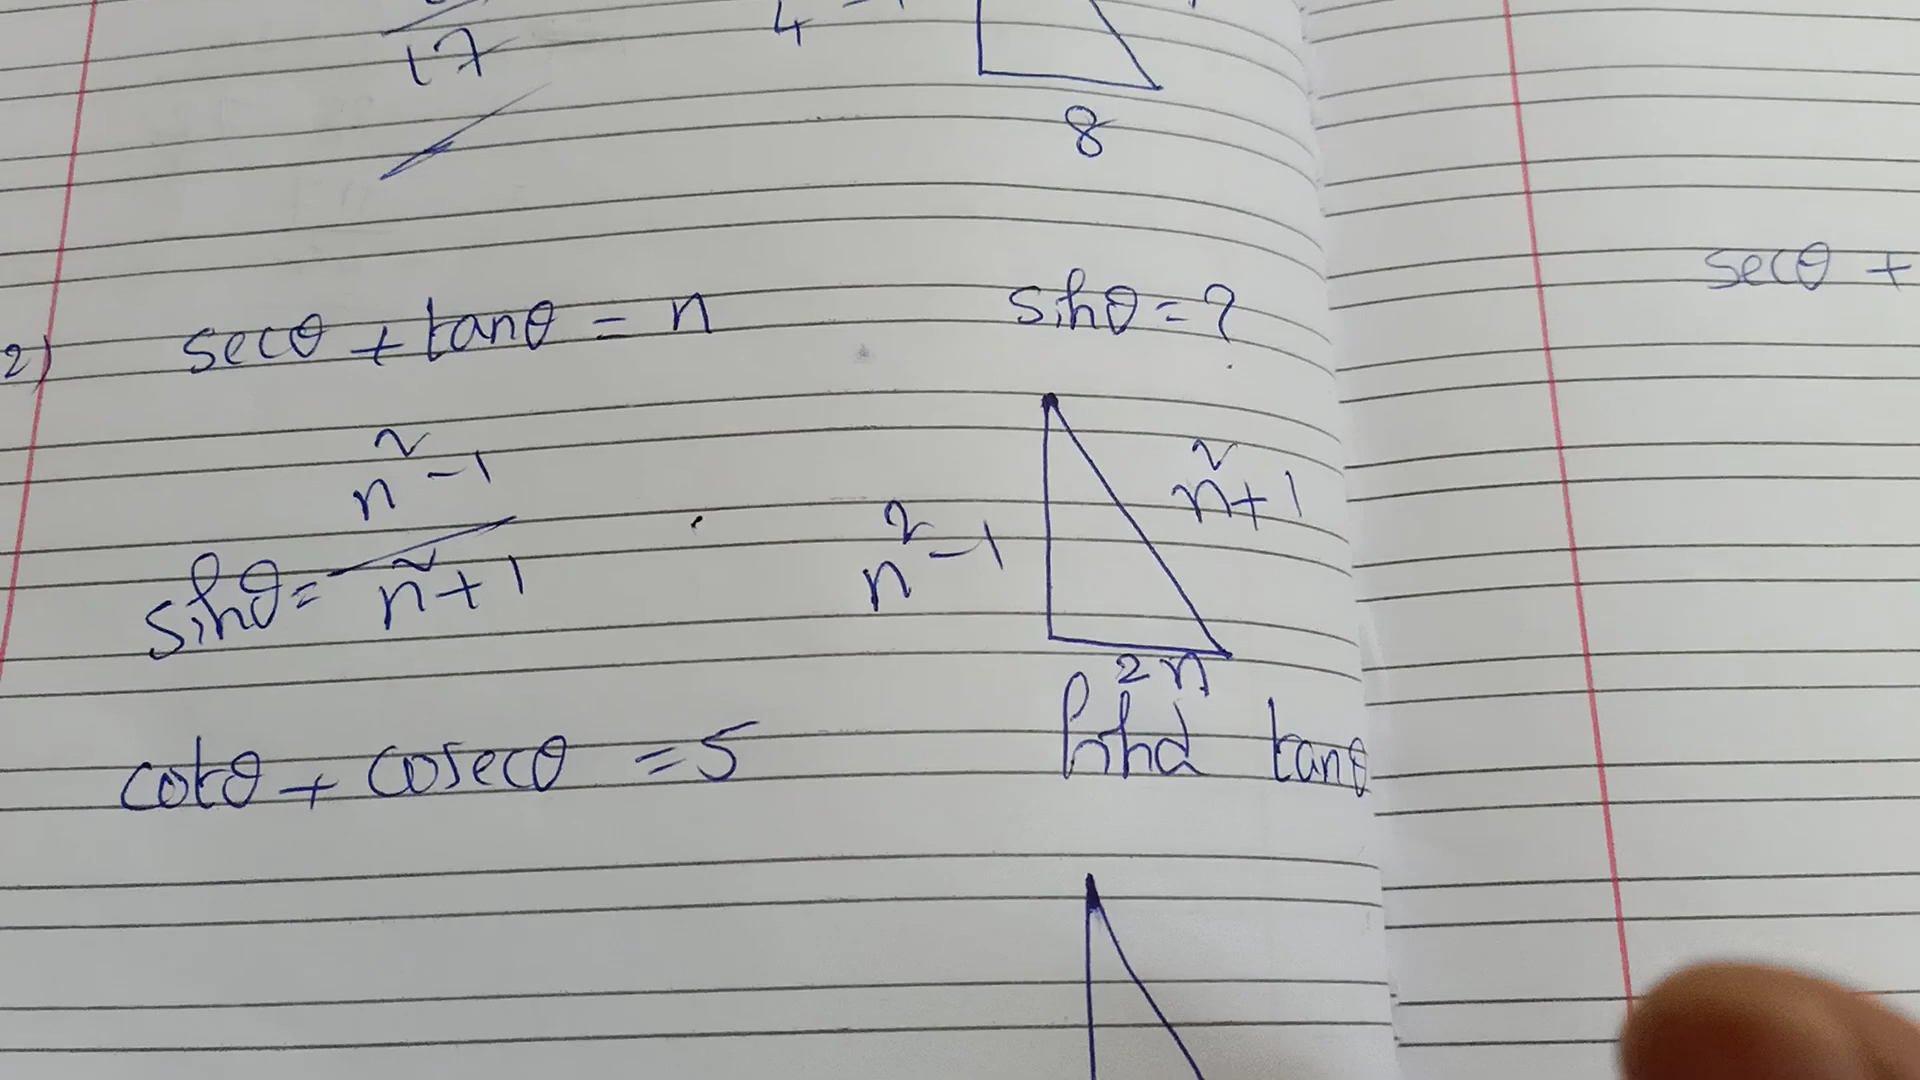 17
4
8
2) secθ + tanθ = n sinθ = ?
sinθ = n²-1 / n²+1
n²-1
n²+1
2n
cotθ + cosecθ = 5 find tanθ
secθ +